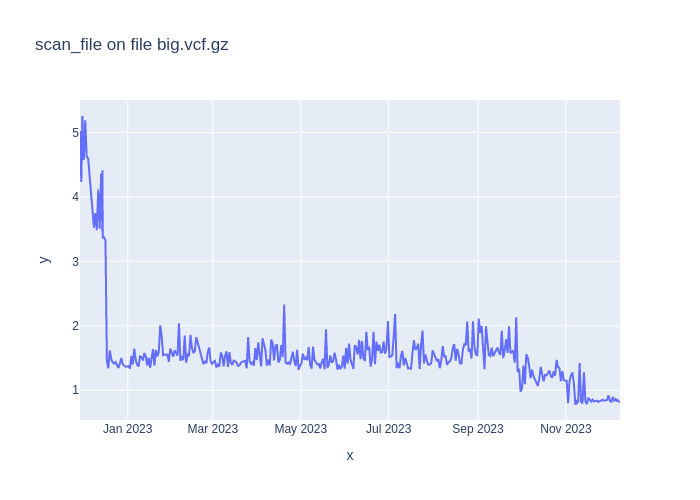 scan_file on file big.vcf.gz
5
4
3
2
1
y
Jan 2023
Mar 2023
May 2023
Jul 2023
Sep 2023
Nov 2023
x